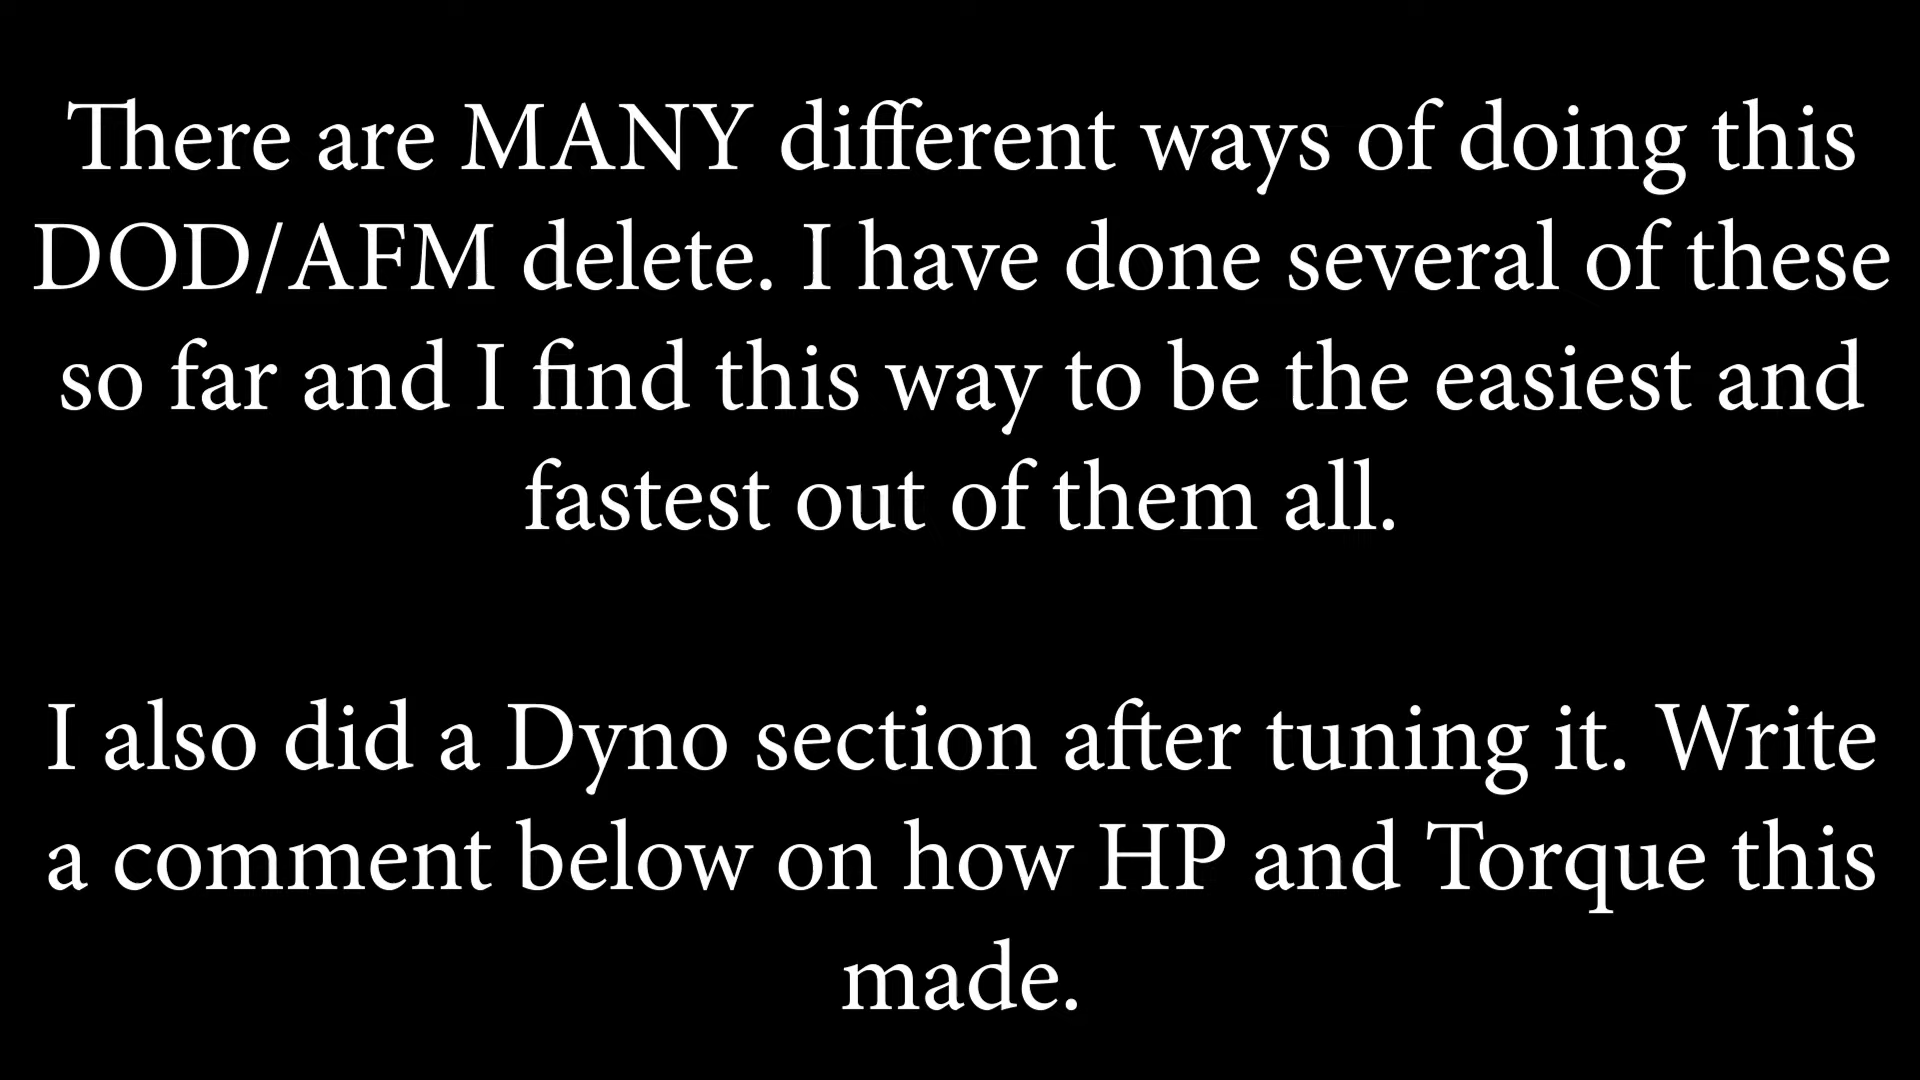 There are MANY different ways of doing this
DOD/AFM delete. I have done several of these
so far and I find this way to be the easiest and
fastest out of them all.
I also did a Dyno section after tuning it. Write
a comment below on how HP and Torque this
made.